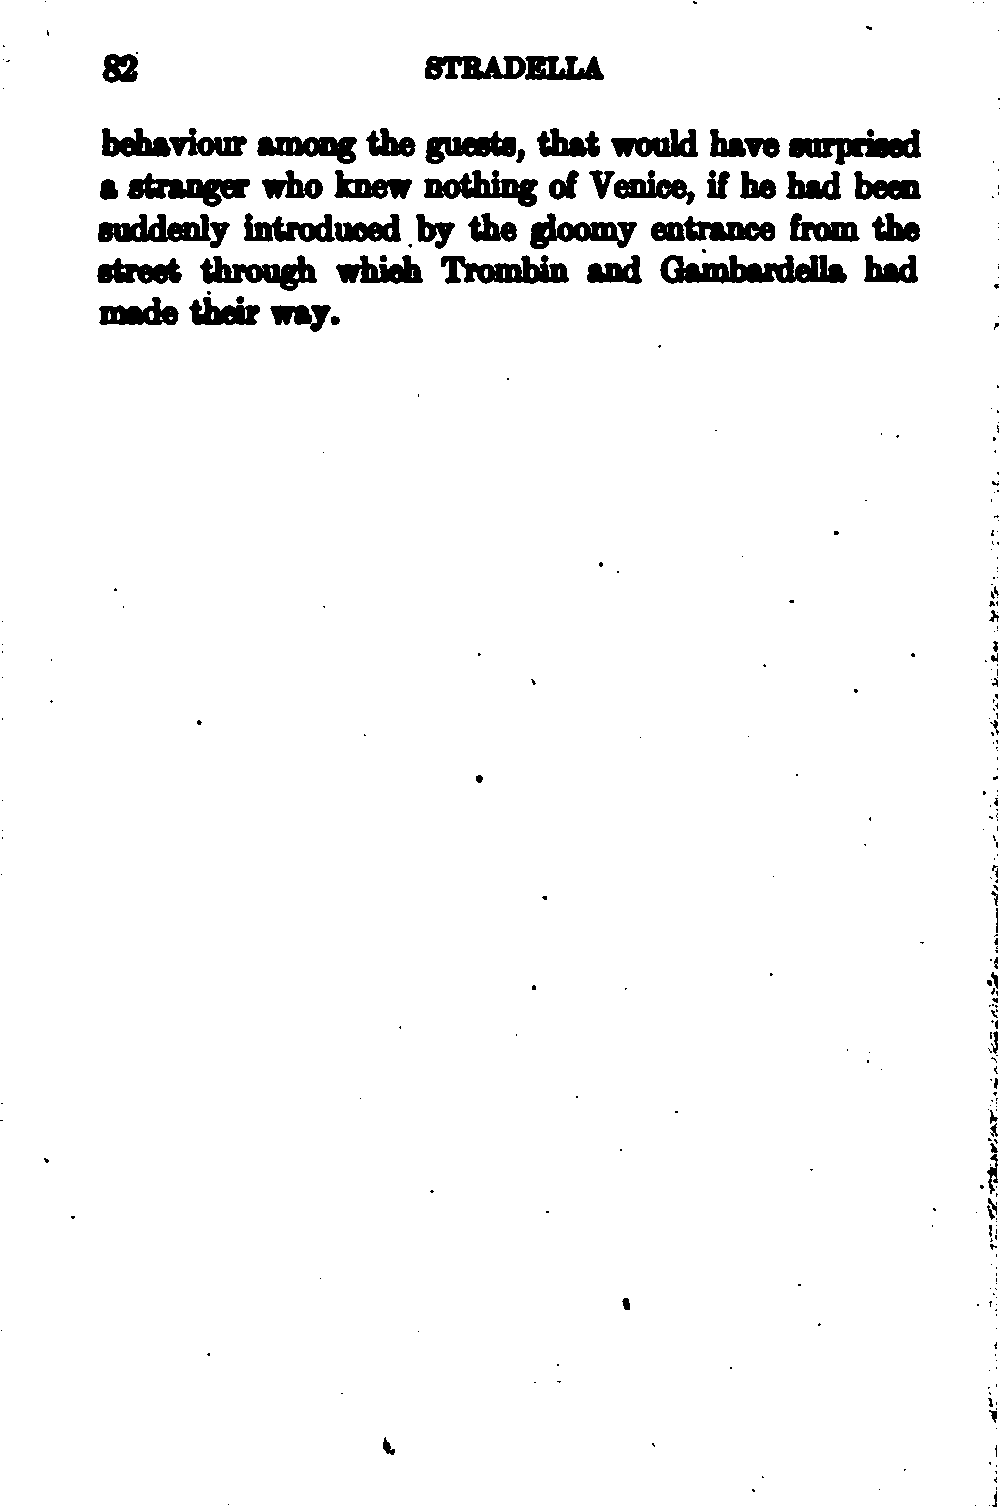 82 STRADELLA
behaviour among the guests, that would have surprised
a stranger who knew nothing of Venice, if he had been
suddenly introduced by the gloomy entrance from the
street through which Trombin and Gambardella had
made their way.